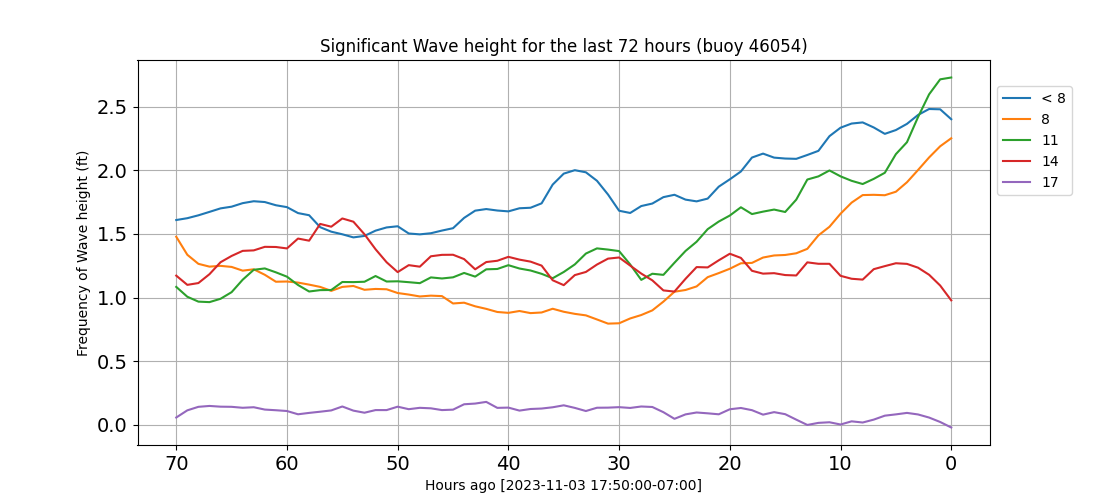 Significant Wave height for the last 72 hours (buoy 46054)
Frequency of Wave height (ft)
2.5
2.0
1.5
1.0
0.5
0.0
70 60 50 40 30 20 10 0
Hours ago [2023-11-03 17:50:00-07:00]
< 8
8
11
14
17